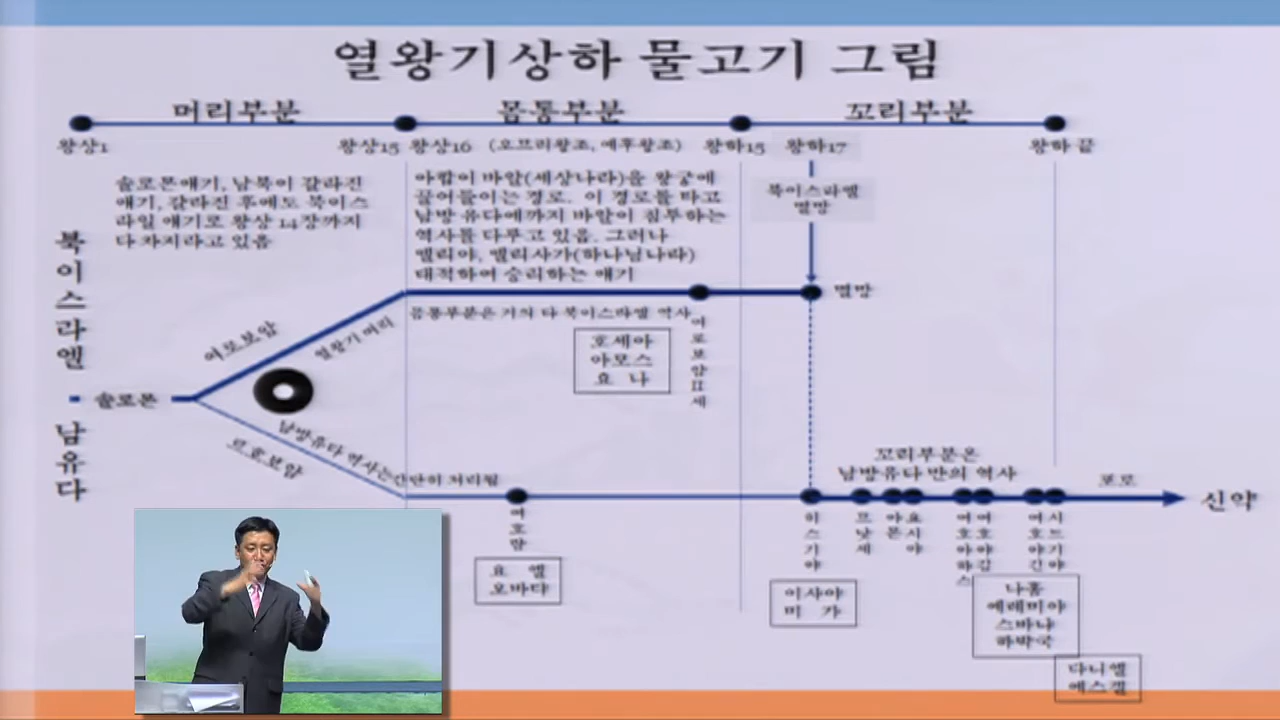 열왕기상하 물고기 그림
머리부분 몸통부분 꼬리부분
왕상1 왕상15 왕상16 (오므리왕조, 예후왕조) 왕하15 왕하17 왕하 끝
솔로몬얘기, 남북이 갈라진
얘기, 갈라진 후에도 북이스
라엘 얘기로 왕상 14장까지
다 차지하고 있음
아합이 바알(세상나라)을 왕궁에
끌어들이는 경로. 이 경로를 타고
남방 유다에까지 바알이 침투하는
역사를 다루고 있음. 그러나
엘리야, 엘리사가(하나님나라)
대적하여 승리하는 얘기
북이스라엘
멸망
북이스라엘
멸망
여로보암
열왕기 머리
몸통부분은 거의 다 북이스라엘 역사
호세아
아모스
요 나
여로보암II세
솔로몬
남유다
르호보암
남방유다 역사는 간단히 처리됨
꼬리부분은
남방유다만의 역사
포로
신약
여호람
요 엘
오바댜
히스기야
므낫세
아몬
요시야
여호아하스
여호야김
여호야긴
시드기야
이사야
미 가
나훔
예레미야
스바냐
하박국
다니엘
에스겔